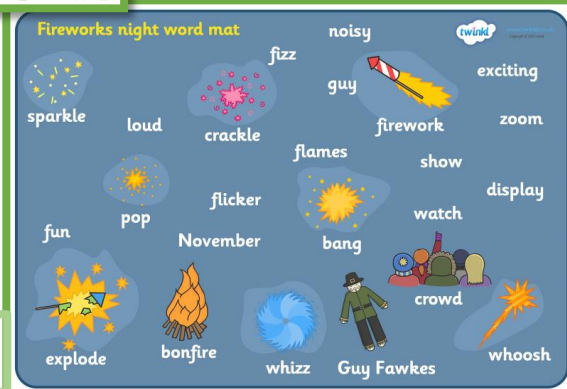 Fireworks night word mat
noisy
twinkl
fizz
exciting
guy
sparkle
loud
crackle
firework
zoom
flames
show
display
pop
flicker
watch
fun
November
bang
crowd
explode
bonfire
whizz
Guy Fawkes
whoosh